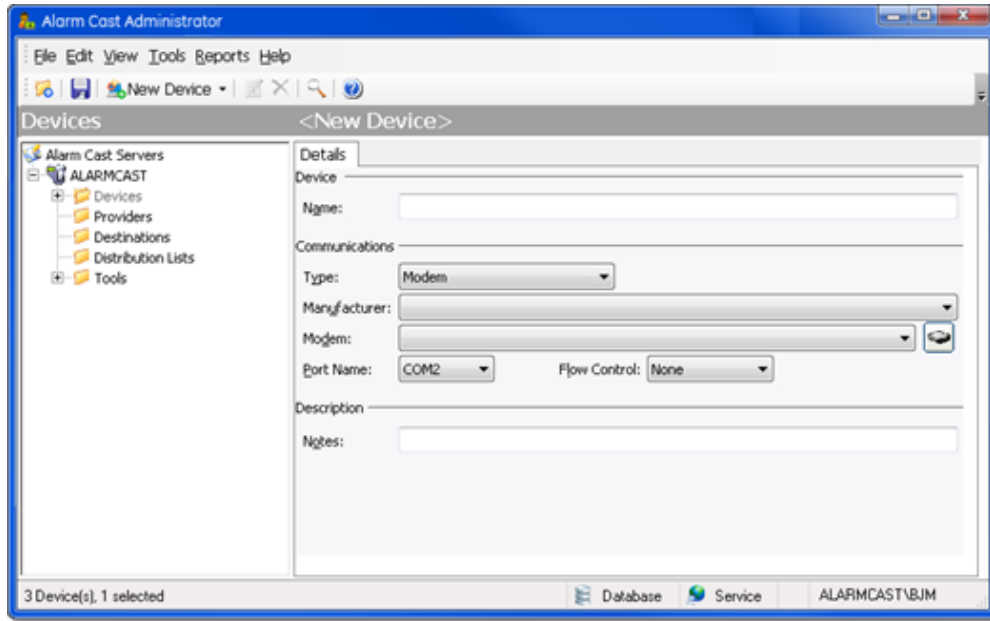 Alarm Cast Administrator
File Edit View Tools Reports Help
New Device
Devices
<New Device>
Alarm Cast Servers
ALARMCAST
Devices
Providers
Destinations
Distribution Lists
Tools
Details
Device
Name:
Communications
Type: Modem
Manufacturer:
Modem:
Port Name: COM2 Flow Control: None
Description
Notes:
3 Device(s), 1 selected Database Service ALARMCAST\BJM